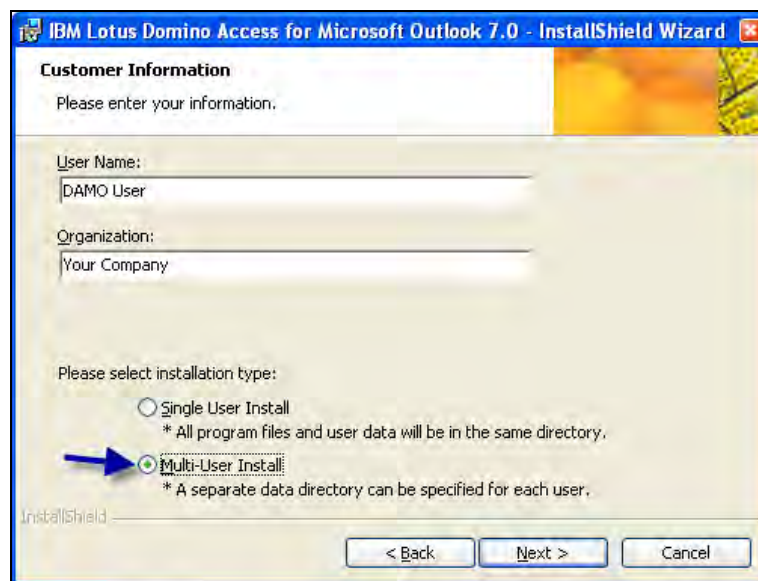 IBM Lotus Domino Access for Microsoft Outlook 7.0 - InstallShield Wizard
Customer Information
Please enter your information.
User Name:
DAMO User
Organization:
Your Company
Please select installation type:
Single User Install
* All program files and user data will be in the same directory.
Multi-User Install
* A separate data directory can be specified for each user.
InstallShield
< Back Next > Cancel